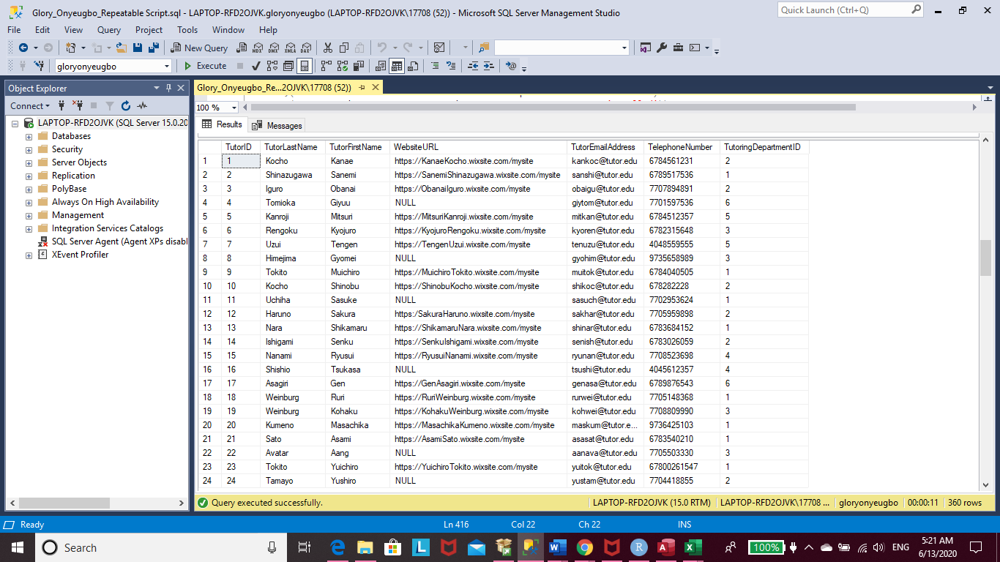 Glory_Onyeugbo_Repeatable Script.sql - LAPTOP-RFD2OJVK.gloryonyeugbo (LAPTOP-RFD2OJVK\17708 (52)) - Microsoft SQL Server Management Studio
Quick Launch (Ctrl+Q)
File Edit View Query Project Tools Window Help
New Query MDX DMX XMLA DAX
gloryonyeugbo Execute
Object Explorer
Glory_Onyeugbo_Re...2OJVK\17708 (52))
Connect
100 %
LAPTOP-RFD2OJVK (SQL Server 15.0.20
Databases
Security
Server Objects
Replication
PolyBase
Always On High Availability
Management
Integration Services Catalogs
SQL Server Agent (Agent XPs disabl
XEvent Profiler
Results Messages
TutorID TutorLastName TutorFirstName WebsiteURL TutorEmailAddress TelephoneNumber TutoringDepartmentID
1 1 Kocho Kanae https://KanaeKocho.wixsite.com/mysite kankoc@tutor.edu 6784561231 2
2 2 Shinazugawa Sanemi https://SanemiShinazugawa.wixsite.com/mysite sanshi@tutor.edu 6789517536 1
3 3 Iguro Obanai https://ObanaiIguro.wixsite.com/mysite obaigu@tutor.edu 7707894891 2
4 4 Tomioka Giyuu NULL giytom@tutor.edu 7701597536 6
5 5 Kanroji Mitsuri https://MitsuriKanroji.wixsite.com/mysite mitkan@tutor.edu 6784512357 5
6 6 Rengoku Kyojuro https://KyojuroRengoku.wixsite.com/mysite kyoren@tutor.edu 6782315648 3
7 7 Uzui Tengen https://TengenUzui.wixsite.com/mysite tenuzu@tutor.edu 4048559555 5
8 8 Himejima Gyomei NULL gyohim@tutor.edu 9735658989 3
9 9 Tokito Muichiro https://MuichiroTokito.wixsite.com/mysite muitok@tutor.edu 6784040505 1
10 10 Kocho Shinobu https://ShinobuKocho.wixsite.com/mysite shikoc@tutor.edu 678282228 2
11 11 Uchiha Sasuke NULL sasuch@tutor.edu 7702953624 1
12 12 Haruno Sakura https:/SakuraHaruno.wixsite.com/mysite sakhar@tutor.edu 7705959898 2
13 13 Nara Shikamaru https://ShikamaruNara.wixsite.com/mysite shinar@tutor.edu 6783684152 1
14 14 Ishigami Senku https://SenkuIshigami.wixsite.com/mysite senish@tutor.edu 6783026059 2
15 15 Nanami Ryusui https://RyusuiNanami.wixsite.com/mysite ryunan@tutor.edu 7708523698 4
16 16 Shishio Tsukasa NULL tsushi@tutor.edu 4045612357 4
17 17 Asagiri Gen https://GenAsagiri.wixsite.com/mysite genasa@tutor.edu 6789876543 6
18 18 Weinburg Ruri https://RuriWeinburg.wixsite.com/mysite rurwei@tutor.edu 7705148368 1
19 19 Weinburg Kohaku https://KohakuWeinburg.wixsite.com/mysite kohwei@tutor.edu 7708809990 3
20 20 Kumeno Masachika https://MasachikaKumeno.wixsite.com/mysite maskum@tutor.e... 9736425103 1
21 21 Sato Asami https://AsamiSato.wixsite.com/mysite asasat@tutor.edu 6783540210 1
22 22 Avatar Aang NULL aanava@tutor.edu 7705503330 3
23 23 Tokito Yuichiro https://YuichiroTokito.wixsite.com/mysite yuitok@tutor.edu 67800261547 1
24 24 Tamayo Yushiro NULL yustam@tutor.edu 7704418855 2
Query executed successfully. LAPTOP-RFD2OJVK (15.0 RTM) LAPTOP-RFD2OJVK\17708 ... gloryonyeugbo 00:00:11 360 rows
Ready Ln 416 Col 22 Ch 22 INS
Search 100% ENG 5:21 AM
6/13/2020